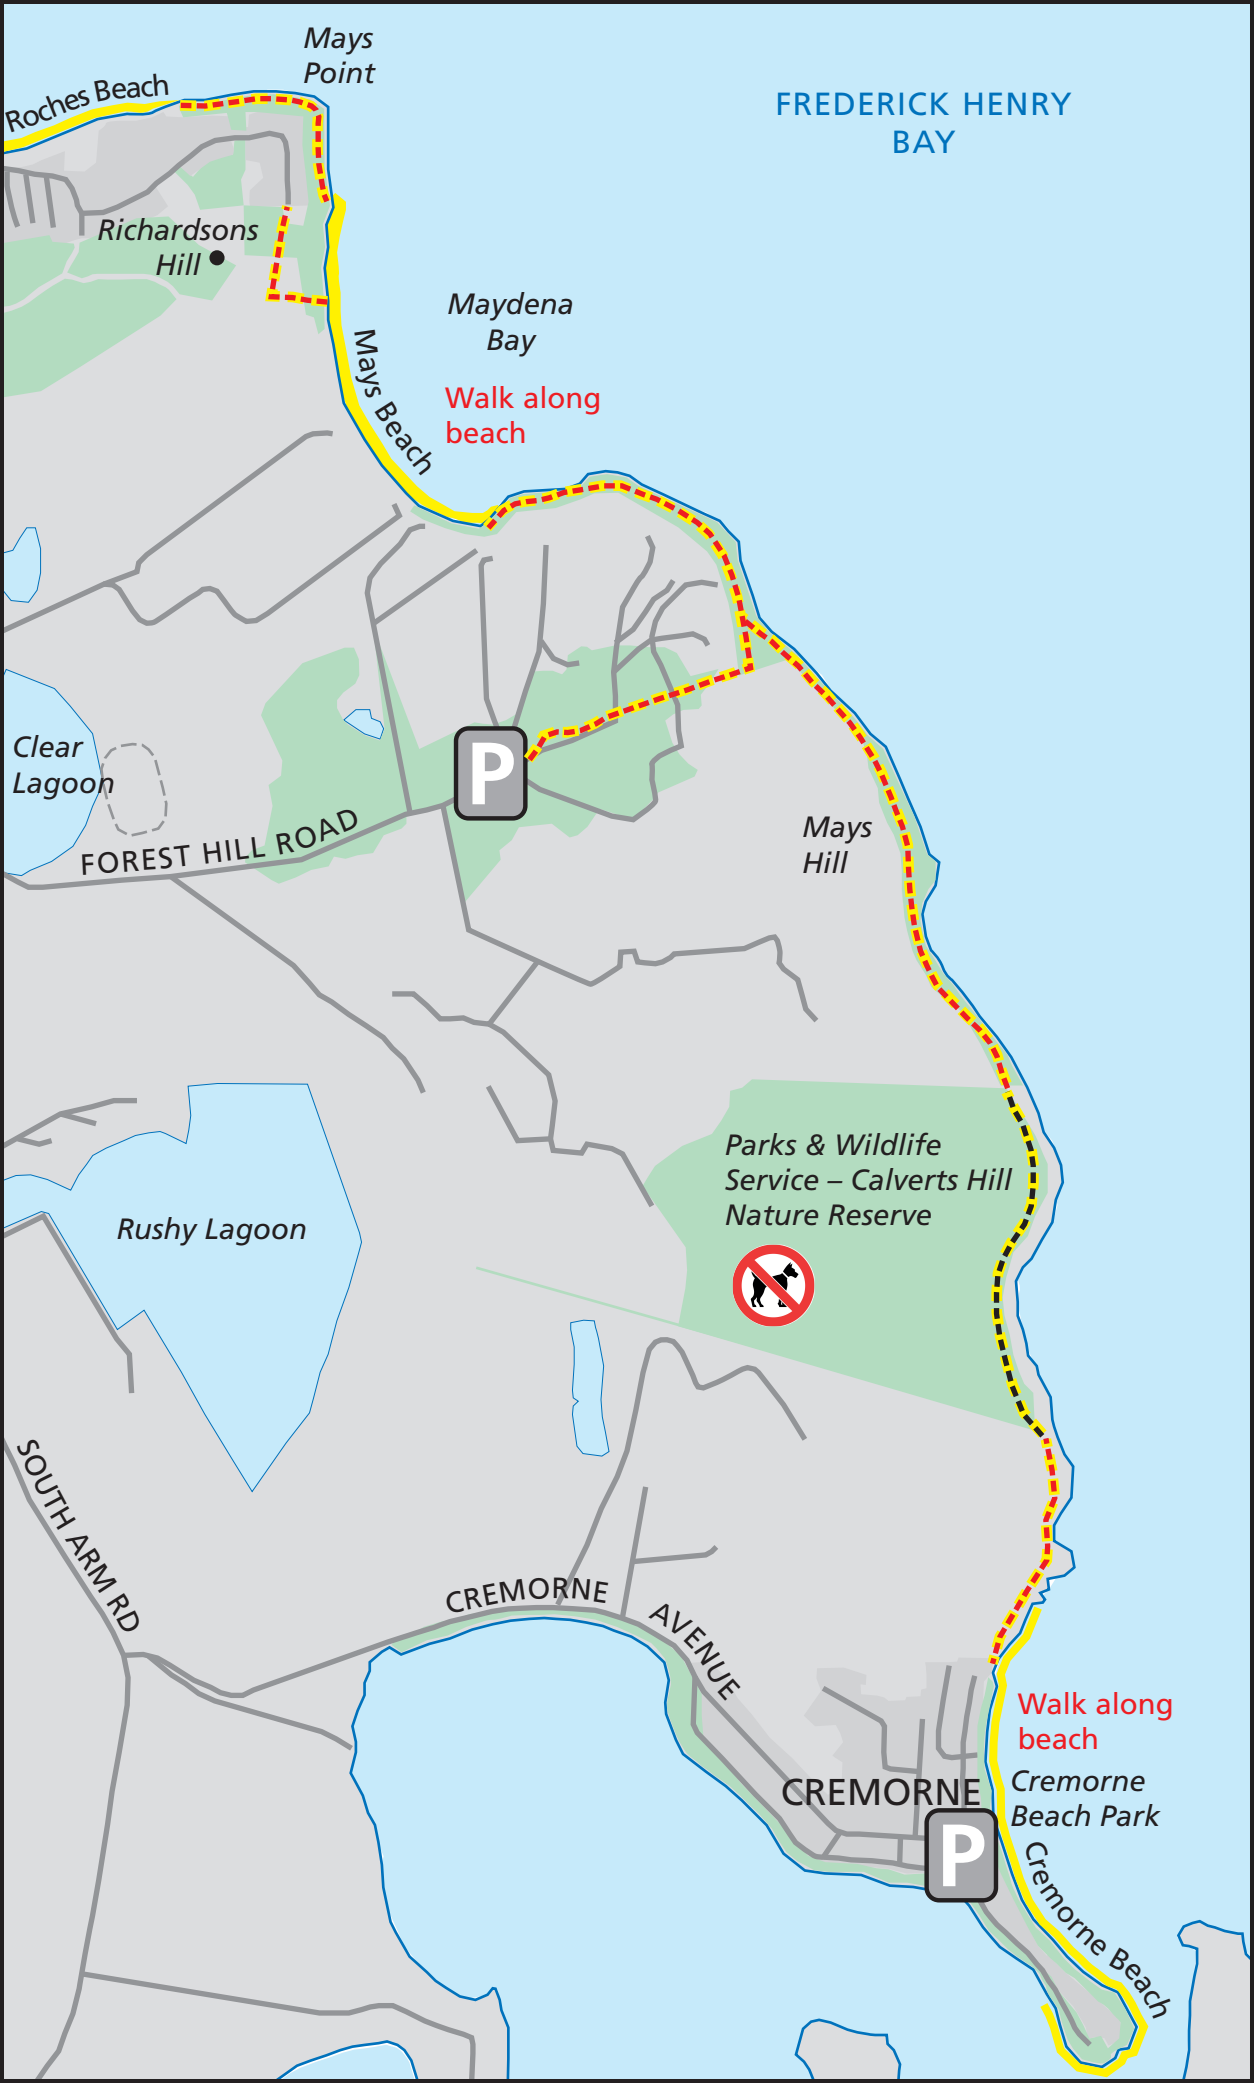 Mays
Point
Roches Beach
FREDERICK HENRY
BAY
Richardsons
Hill
Maydena
Bay
Mays Beach
Walk along
beach
Clear
Lagoon
P
FOREST HILL ROAD
Mays
Hill
Parks & Wildlife
Service – Calverts Hill
Nature Reserve
Rushy Lagoon
SOUTH ARM RD
CREMORNE
AVENUE
Walk along
beach
CREMORNE
Cremorne
Beach Park
P
Cremorne Beach